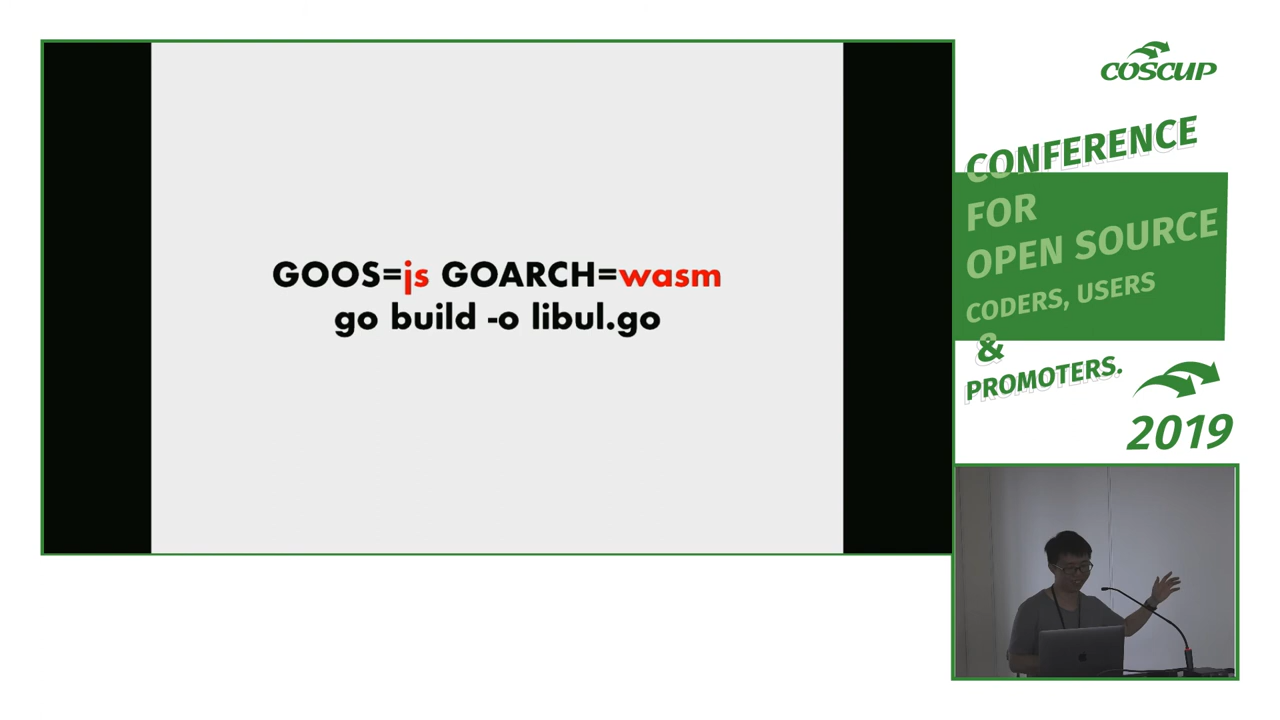 GOOS=js GOARCH=wasm
go build -o libul.go
COSCUP
CONFERENCE
FOR
OPEN SOURCE
CODERS, USERS
&
PROMOTERS.
2019